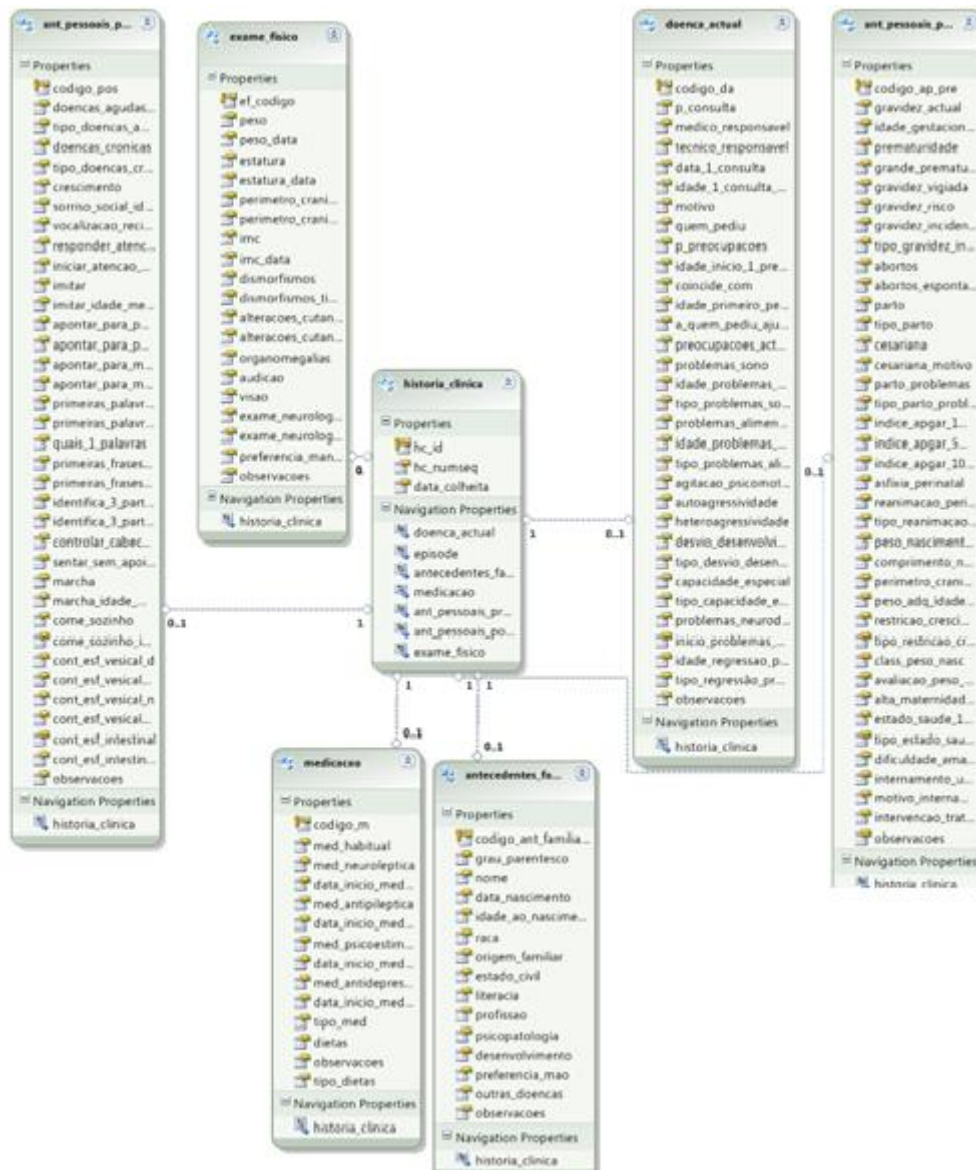 ant_pessoais_p...
Properties
codigo_pos
doencas_agudas...
tipo_doencas_a...
doencas_cronicas
tipo_doencas_cr...
crescimento
sorriso_social_id...
vocalizacao_reci...
responder_atenc...
iniciar_atencao_...
imitar
imitar_idade_me...
apontar_para_p...
apontar_para_p...
apontar_para_m...
apontar_para_m...
primeiras_palavr...
primeiras_palavr...
quais_1_palavras
primeiras_frases...
primeiras_frases...
identifica_3_part...
identifica_3_part...
controlar_cabec...
sentar_sem_apoi...
marcha
marcha_idade_...
come_sozinho
come_sozinho_i...
cont_esf_vesical_d
cont_esf_vesical...
cont_esf_vesical_n
cont_esf_vesical...
cont_esf_intestinal
cont_esf_intestin...
observacoes
Navigation Properties
historia_clinica
exame_fisico
Properties
ef_codigo
peso
peso_data
estatura
estatura_data
perimetro_crani...
perimetro_crani...
imc
imc_data
dismorfismos
dismorfismos_ti...
alteracoes_cutan...
alteracoes_cutan...
organomegalias
audicao
visao
exame_neurolog...
exame_neurolog...
preferencia_man...
observacoes
Navigation Properties
historia_clinica
historia_clinica
Properties
hc_id
hc_numseq
data_colheita
Navigation Properties
doenca_actual
episode
antecedentes_fa...
medicacao
ant_pessoais_pr...
ant_pessoais_po...
exame_fisico
doenca_actual
Properties
codigo_da
p_consulta
medico_responsavel
tecnico_responsavel
data_1_consulta
idade_1_consulta_...
motivo
quem_pediu
p_preocupacoes
idade_inicio_1_pre...
coincide_com
idade_primeiro_pe...
a_quem_pediu_aju...
preocupacoes_act...
problemas_sono
idade_problemas_...
tipo_problemas_so...
problemas_alimen...
idade_problemas_...
tipo_problemas_ali...
agitacao_psicomot...
autoagressividade
heteroagressividade
desvio_desenvolvi...
tipo_desvio_desen...
capacidade_especial
tipo_capacidade_e...
problemas_neurod...
inicio_problemas_...
idade_regressao_p...
tipo_regressão_pr...
observacoes
Navigation Properties
historia_clinica
ant_pessoais_p...
Properties
codigo_ap_pre
gravidez_actual
idade_gestacion...
prematuridade
grande_prematu...
gravidez_vigiada
gravidez_risco
gravidez_inciden...
tipo_gravidez_in...
abortos
abortos_esponta...
parto
tipo_parto
cesariana
cesariana_motivo
parto_problemas
tipo_parto_probl...
indice_apgar_1...
indice_apgar_5...
indice_apgar_10...
asfixia_perinatal
reanimacao_peri...
tipo_reanimacao...
peso_nasciment...
comprimento_n...
perimetro_crani...
peso_adq_idade...
restricao_cresci...
tipo_restricao_cr...
class_peso_nasc
avaliacao_peso_...
alta_maternidad...
estado_saude_1...
tipo_estado_sau...
dificuldade_ama...
internamento_u...
motivo_interna...
intervencao_trat...
observacoes
Navigation Properties
historia_clinica
0.
1
0..1
0..1
0..1
1
1
1
1
0..1
0..1
medicacao
Properties
codigo_m
med_habitual
med_neuroleptica
data_inicio_med...
med_antipileptica
data_inicio_med...
med_psicoestim...
data_inicio_med...
med_antidepres...
data_inicio_med...
tipo_med
dietas
observacoes
tipo_dietas
Navigation Properties
historia_clinica
antecedentes_fa...
Properties
codigo_ant_familia...
grau_parentesco
nome
data_nascimento
idade_ao_nascime...
raca
origem_familiar
estado_civil
literacia
profissao
psicopatologia
desenvolvimento
preferencia_mao
outras_doencas
observacoes
Navigation Properties
historia_clinica